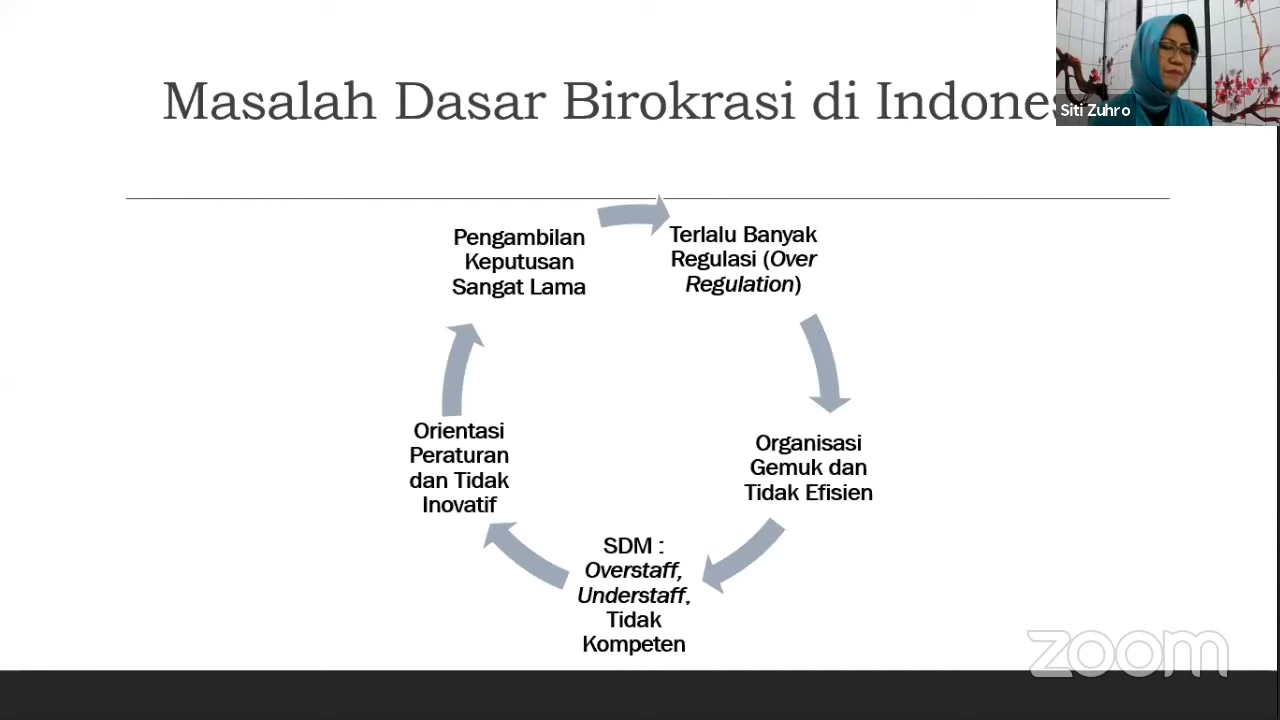 Masalah Dasar Birokrasi di Indone
Siti Zuhro
Pengambilan
Keputusan
Sangat Lama
Terlalu Banyak
Regulasi (Over
Regulation)
Organisasi
Gemuk dan
Tidak Efisien
SDM :
Overstaff,
Understaff,
Tidak
Kompeten
Orientasi
Peraturan
dan Tidak
Inovatif
zoom